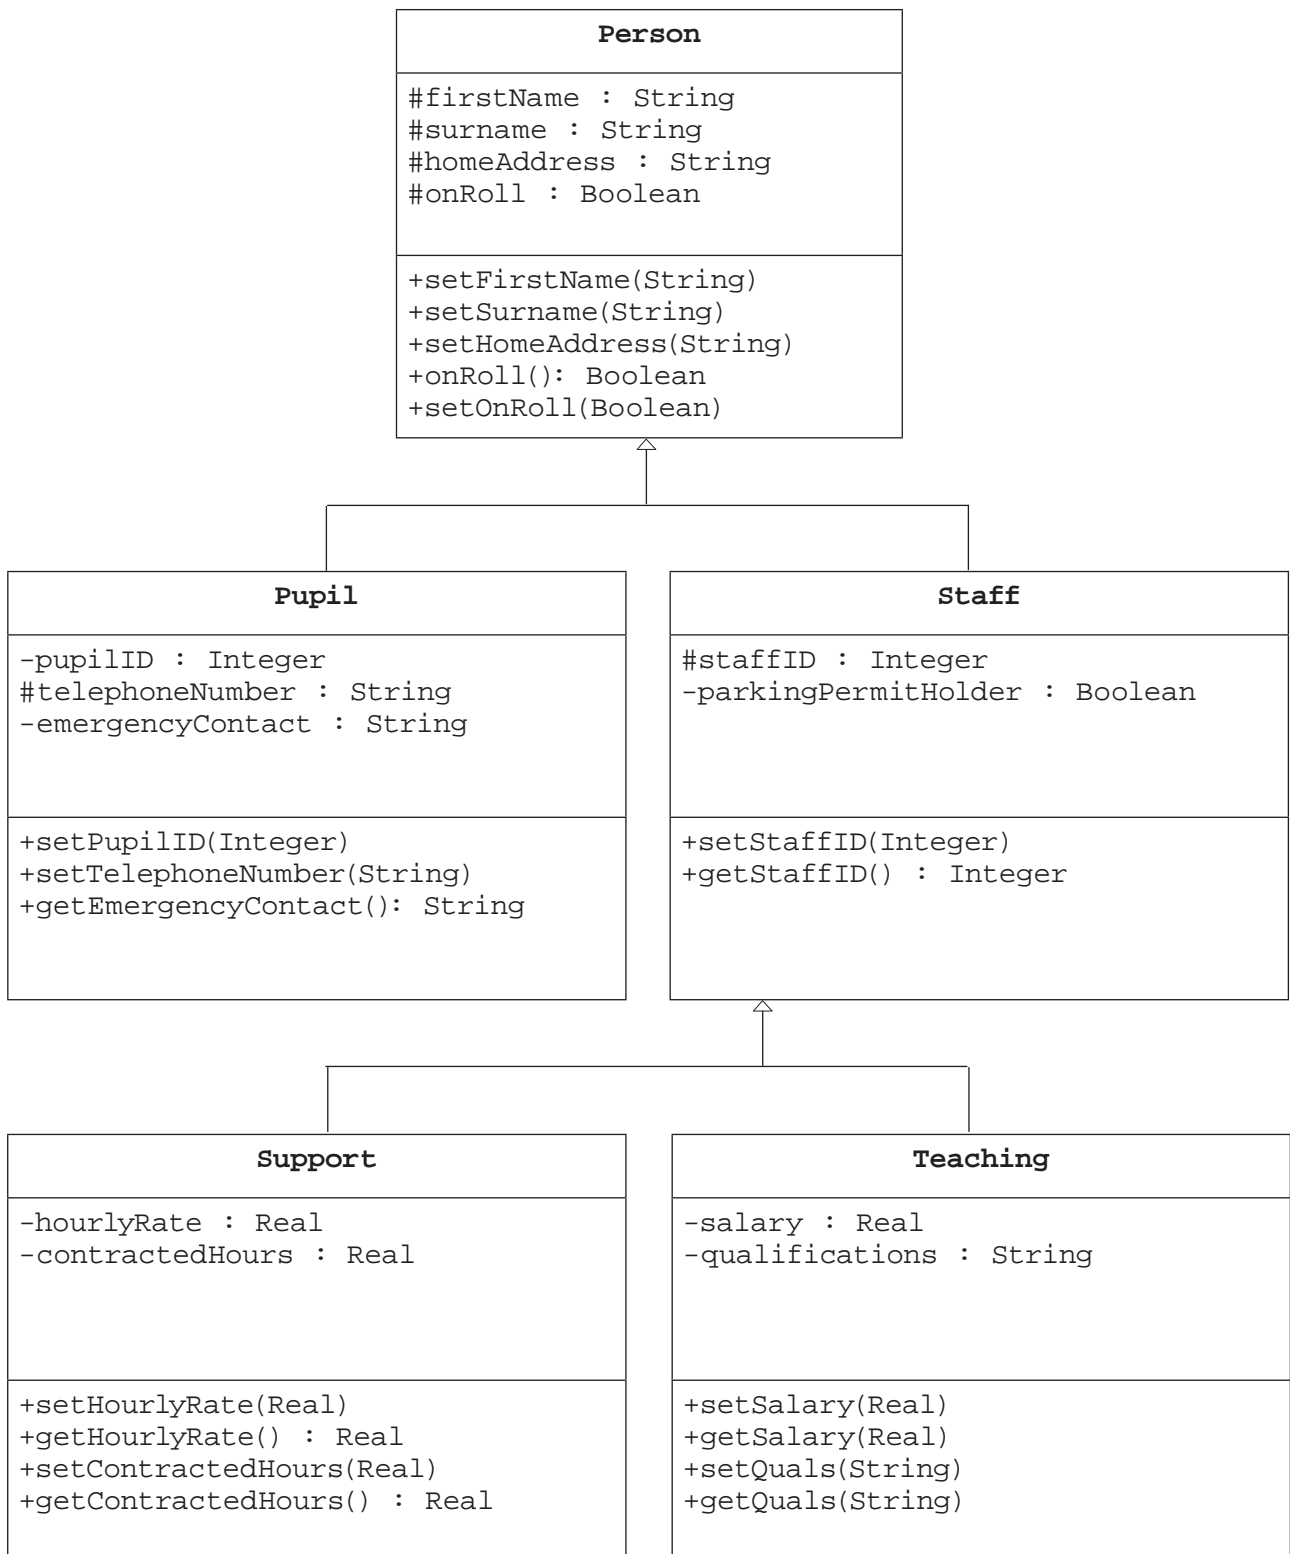 Person
#firstName : String
#surname : String
#homeAddress : String
#onRoll : Boolean
+setFirstName(String)
+setSurname(String)
+setHomeAddress(String)
+onRoll(): Boolean
+setOnRoll(Boolean)
Pupil
-pupilID : Integer
#telephoneNumber : String
-emergencyContact : String
+setPupilID(Integer)
+setTelephoneNumber(String)
+getEmergencyContact(): String
Staff
#staffID : Integer
-parkingPermitHolder : Boolean
+setStaffID(Integer)
+getStaffID() : Integer
Support
-hourlyRate : Real
-contractedHours : Real
+setHourlyRate(Real)
+getHourlyRate() : Real
+setContractedHours(Real)
+getContractedHours() : Real
Teaching
-salary : Real
-qualifications : String
+setSalary(Real)
+getSalary(Real)
+setQuals(String)
+getQuals(String)